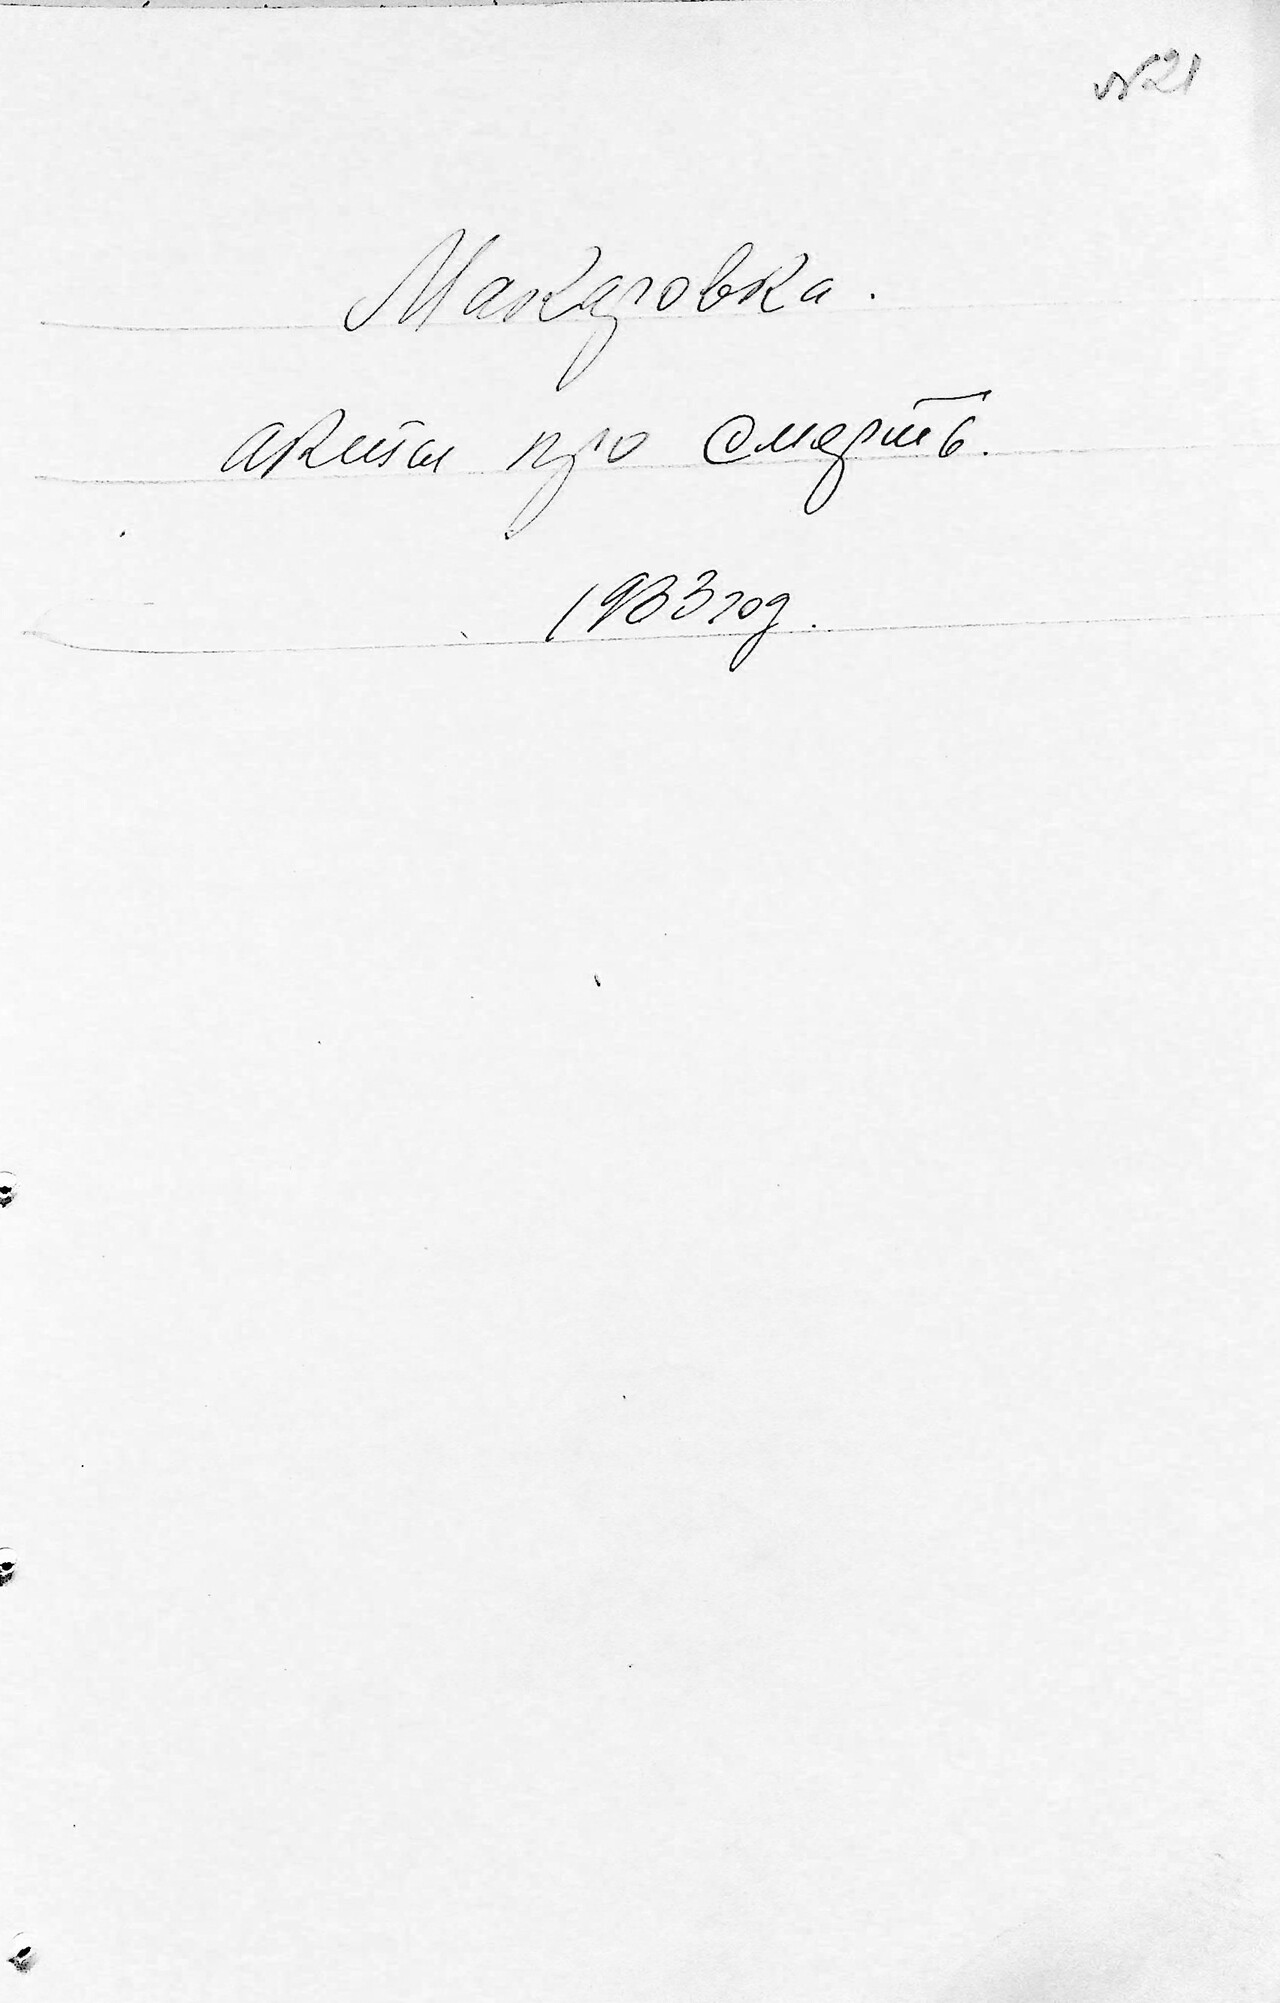 №21
Макаровка.
акты про смерть.
1933 год.